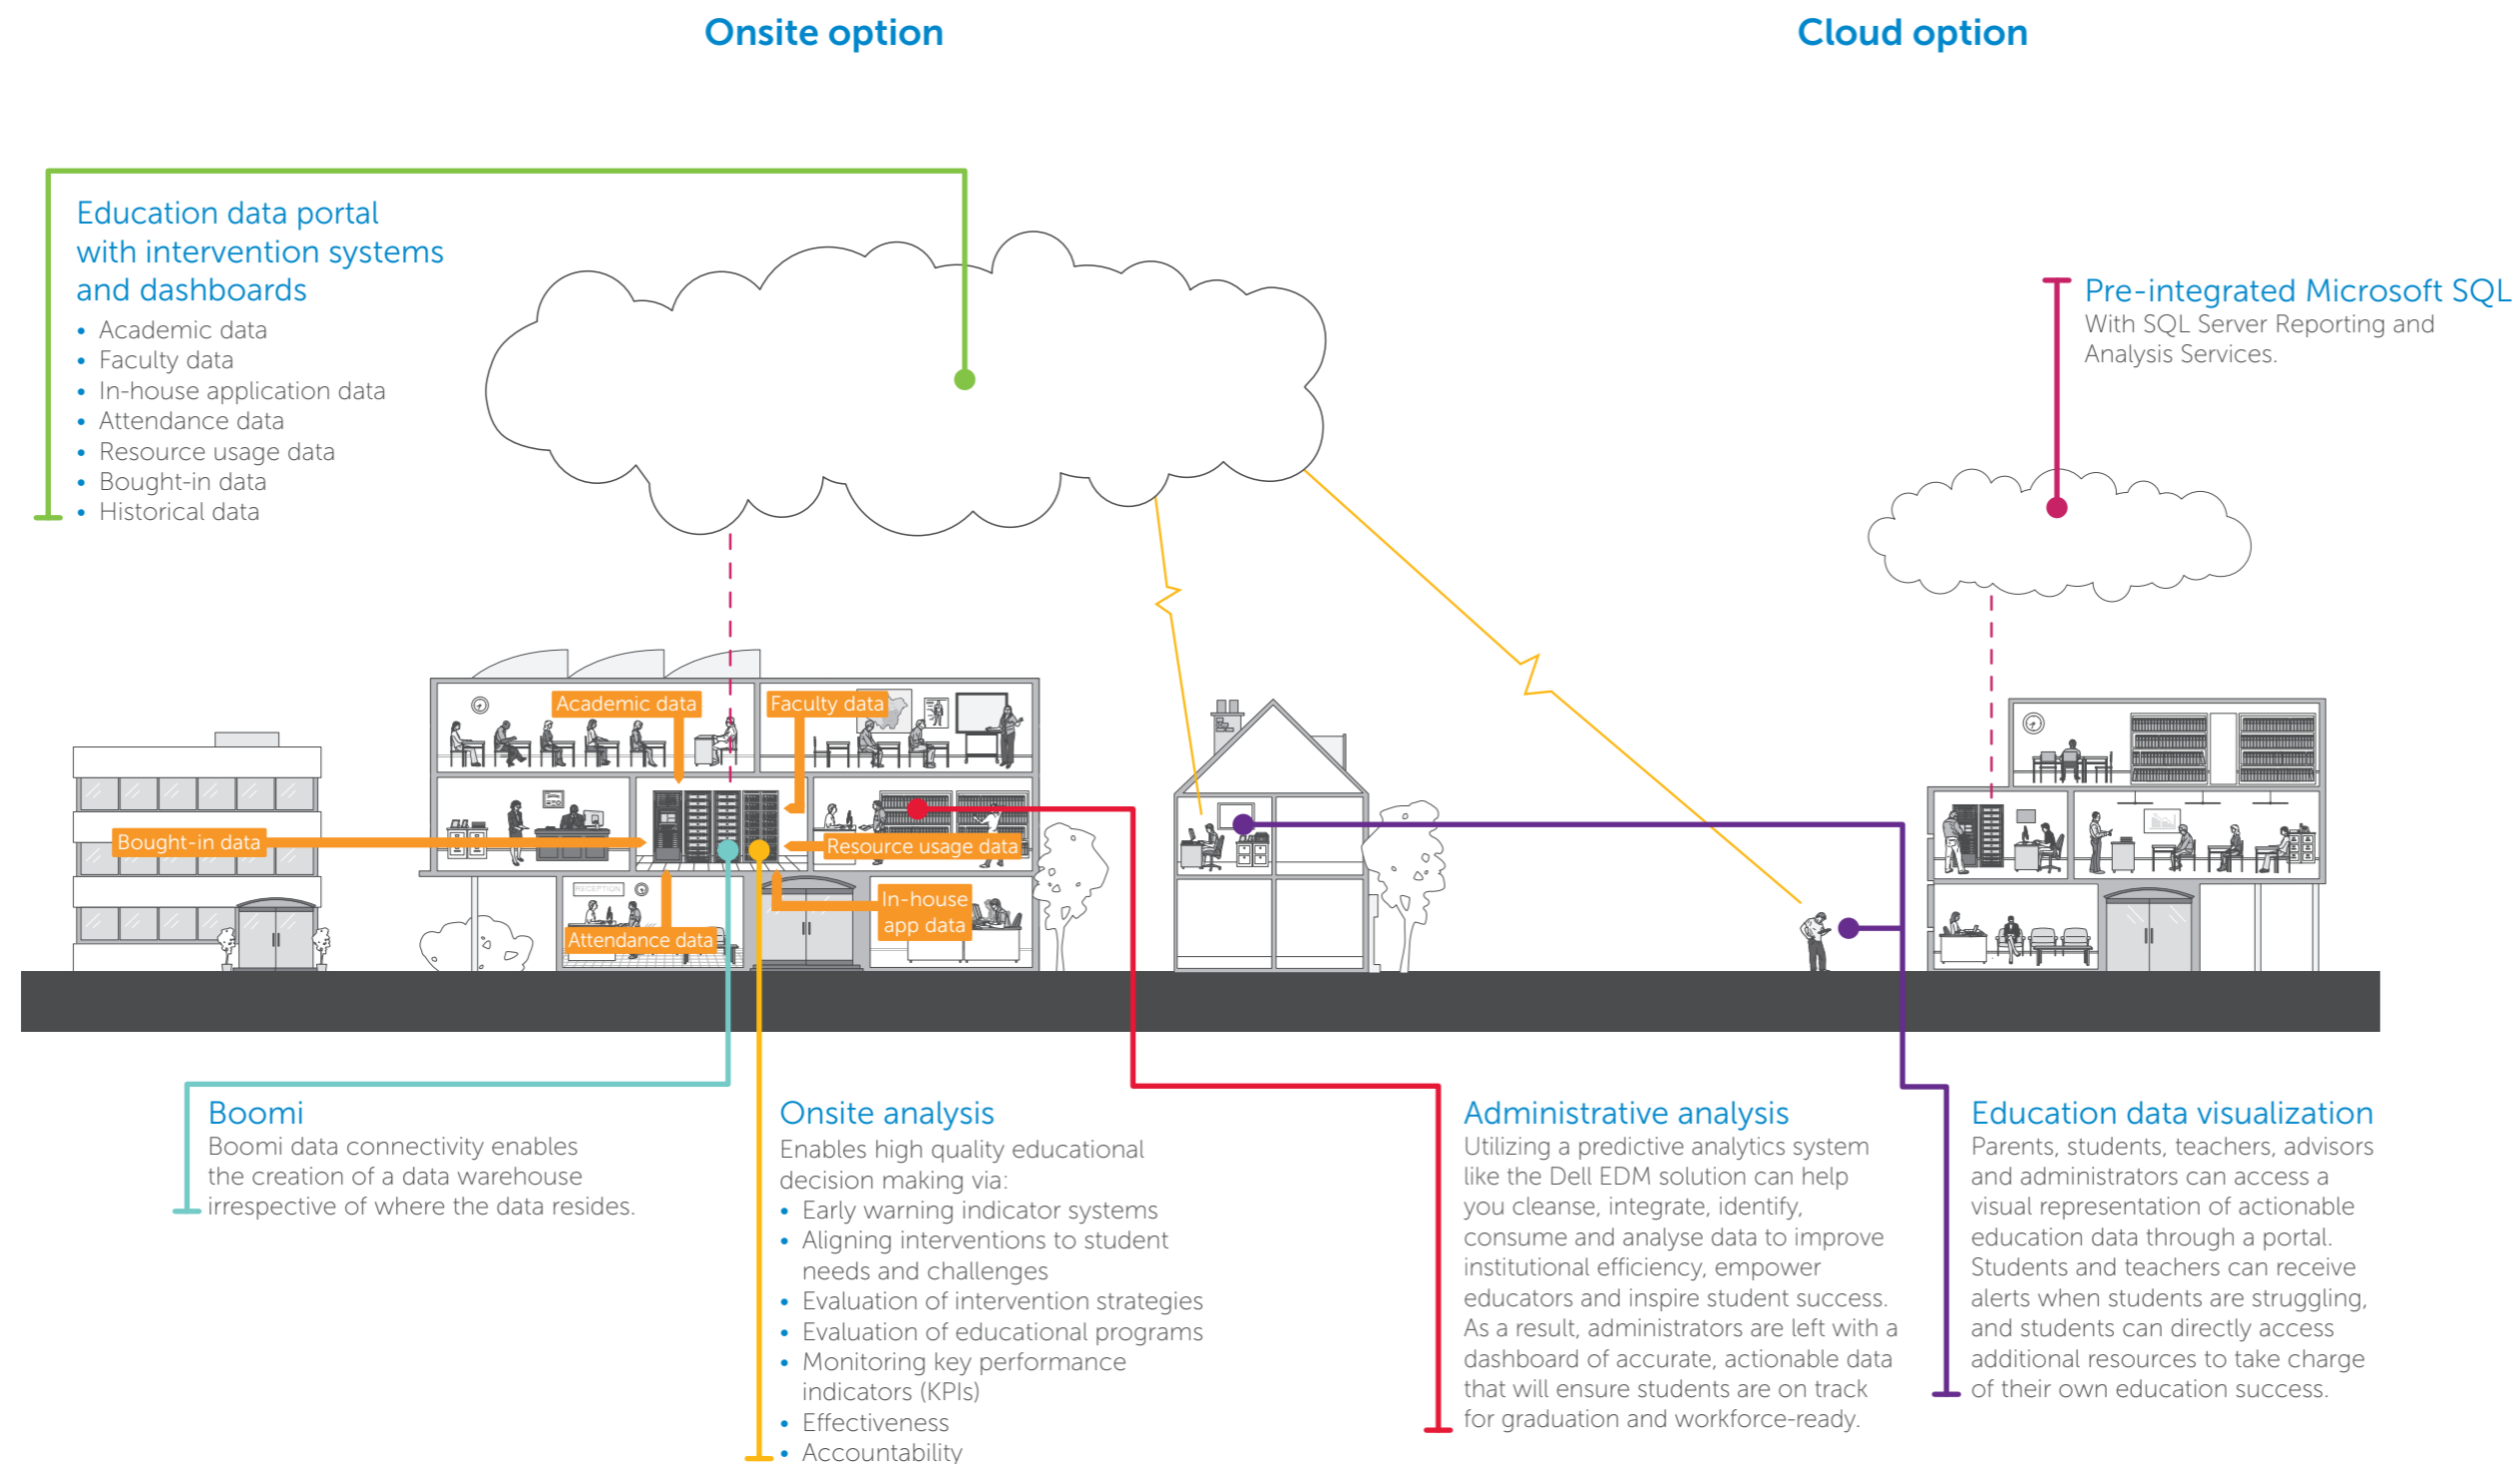 Onsite option
Cloud option
Education data portal
with intervention systems
and dashboards
• Academic data
• Faculty data
• In-house application data
• Attendance data
• Resource usage data
• Bought-in data
• Historical data
Pre-integrated Microsoft SQL
With SQL Server Reporting and
Analysis Services.
Academic data
Faculty data
Bought-in data
Resource usage data
RECEPTION
In-house
app data
Attendance data
Boomi
Boomi data connectivity enables
the creation of a data warehouse
irrespective of where the data resides.
Onsite analysis
Enables high quality educational
decision making via:
• Early warning indicator systems
• Aligning interventions to student
needs and challenges
• Evaluation of intervention strategies
• Evaluation of educational programs
• Monitoring key performance
indicators (KPIs)
• Effectiveness
• Accountability
Administrative analysis
Utilizing a predictive analytics system
like the Dell EDM solution can help
you cleanse, integrate, identify,
consume and analyse data to improve
institutional efficiency, empower
educators and inspire student success.
As a result, administrators are left with a
dashboard of accurate, actionable data
that will ensure students are on track
for graduation and workforce-ready.
Education data visualization
Parents, students, teachers, advisors
and administrators can access a
visual representation of actionable
education data through a portal.
Students and teachers can receive
alerts when students are struggling,
and students can directly access
additional resources to take charge
of their own education success.